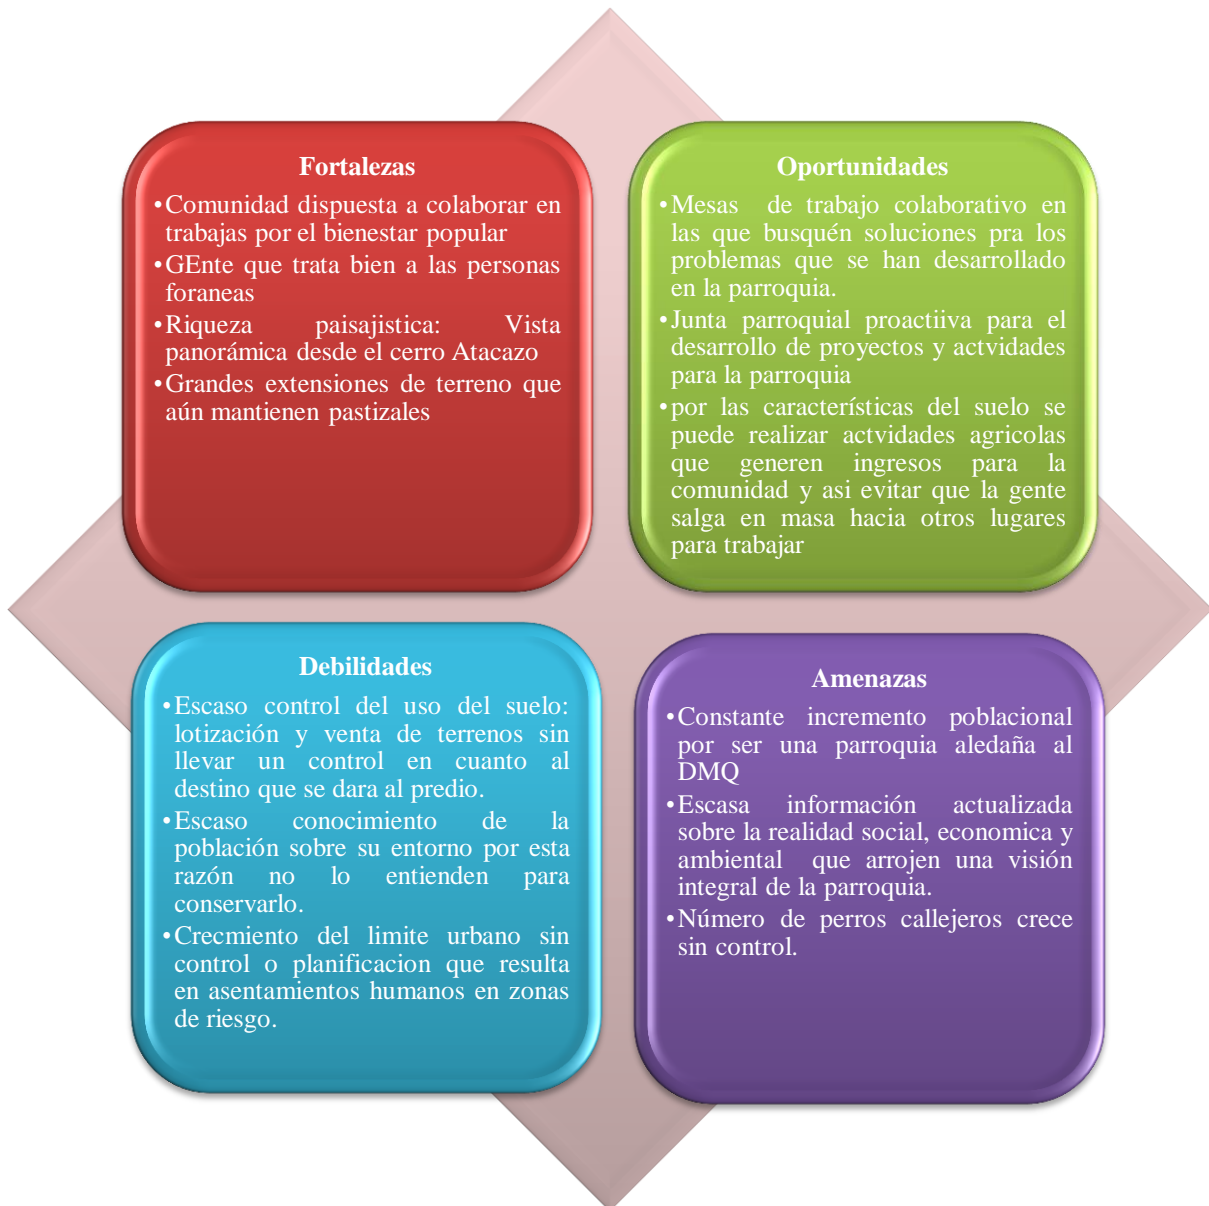 Fortalezas
•Comunidad dispuesta a colaborar en
trabajas por el bienestar popular
•GEnte que trata bien a las personas
foraneas
•Riqueza paisajistica: Vista
panorámica desde el cerro Atacazo
•Grandes extensiones de terreno que
aún mantienen pastizales
Oportunidades
•Mesas de trabajo colaborativo en
las que busquén soluciones pra los
problemas que se han desarrollado
en la parroquia.
•Junta parroquial proactiiva para el
desarrollo de proyectos y actvidades
para la parroquia
•por las características del suelo se
puede realizar actvidades agricolas
que generen ingresos para la
comunidad y asi evitar que la gente
salga en masa hacia otros lugares
para trabajar
Debilidades
•Escaso control del uso del suelo:
lotización y venta de terrenos sin
llevar un control en cuanto al
destino que se dara al predio.
•Escaso conocimiento de la
población sobre su entorno por esta
razón no lo entienden para
conservarlo.
•Crecmiento del limite urbano sin
control o planificacion que resulta
en asentamientos humanos en zonas
de riesgo.
Amenazas
•Constante incremento poblacional
por ser una parroquia aledaña al
DMQ
•Escasa información actualizada
sobre la realidad social, economica y
ambiental que arrojen una visión
integral de la parroquia.
•Número de perros callejeros crece
sin control.